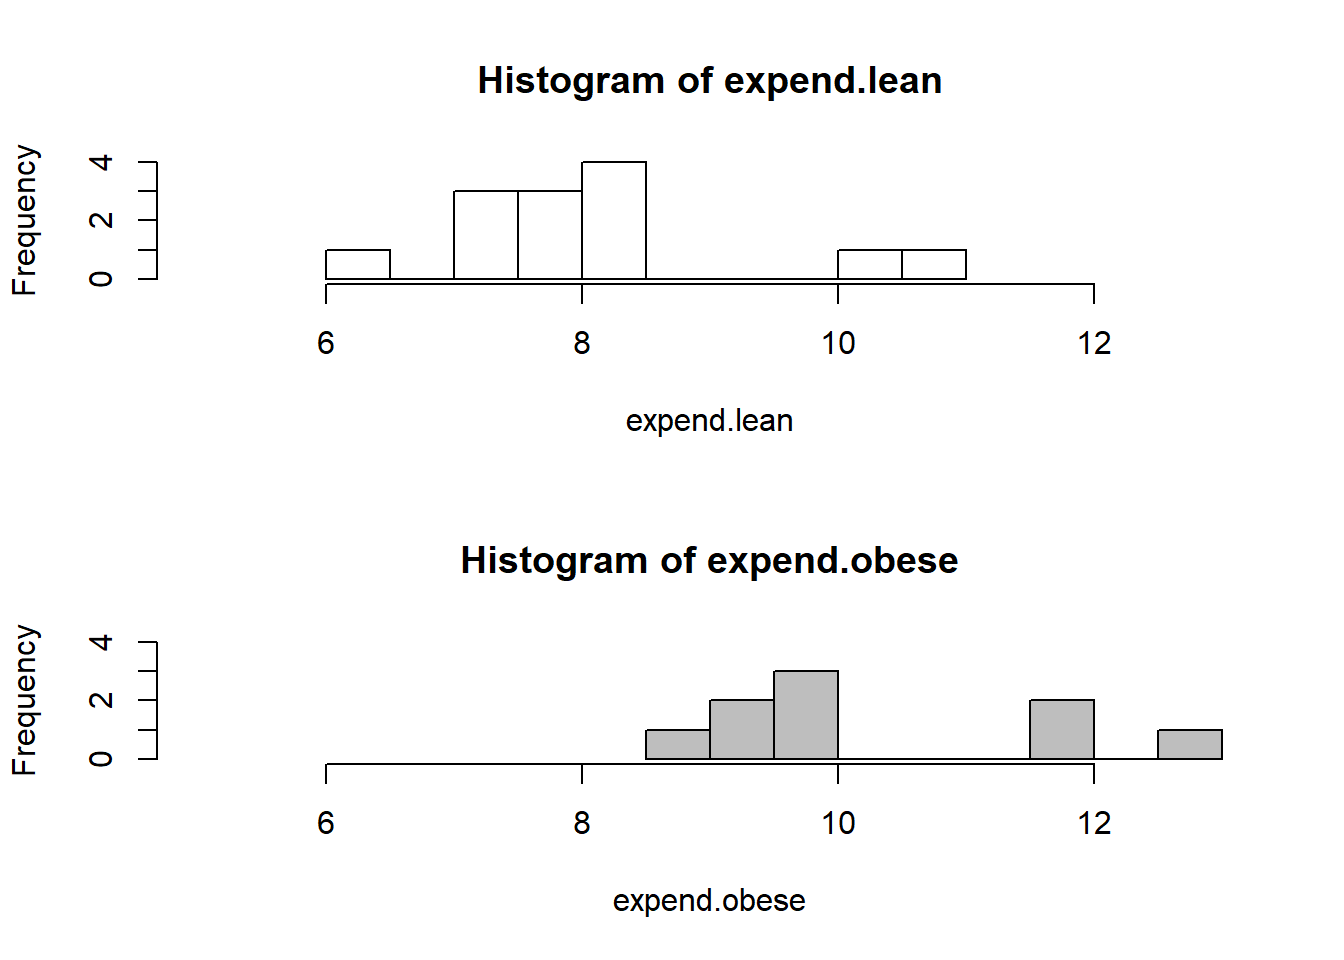 Histogram of expend.lean
Frequency
4
2
0
6 8 10 12
expend.lean
Histogram of expend.obese
Frequency
4
2
0
6 8 10 12
expend.obese